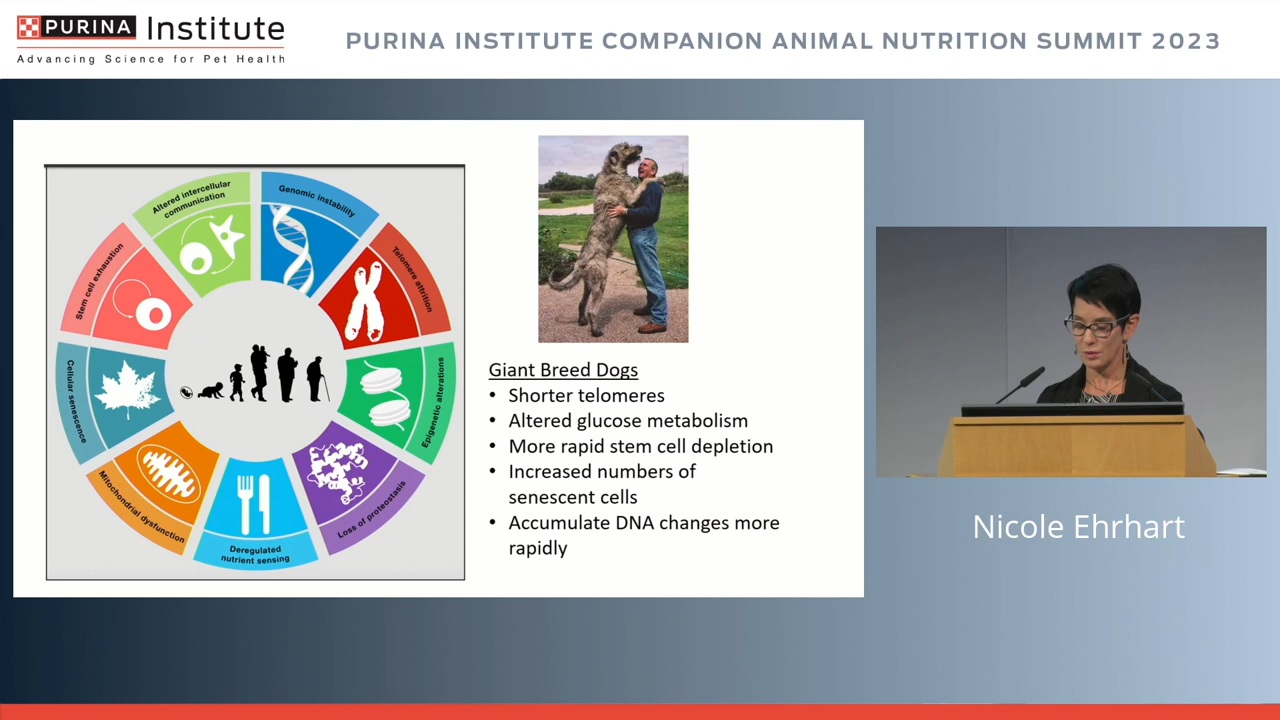 PURINA Institute
Advancing Science for Pet Health
PURINA INSTITUTE COMPANION ANIMAL NUTRITION SUMMIT 2023
Altered intercellular
communication
Genomic instability
Telomere attrition
Epigenetic alterations
Loss of proteostasis
Deregulated
nutrient sensing
Mitochondrial dysfunction
Cellular senescence
Stem cell exhaustion
Giant Breed Dogs
• Shorter telomeres
• Altered glucose metabolism
• More rapid stem cell depletion
• Increased numbers of
senescent cells
• Accumulate DNA changes more
rapidly
Nicole Ehrhart